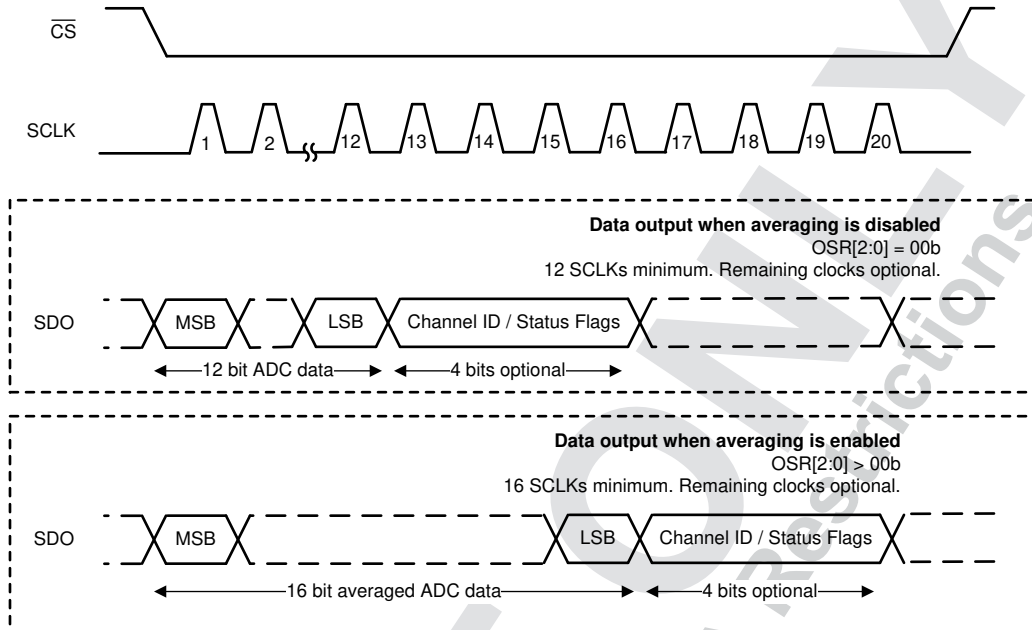 CS
SCLK
1 2 12 13 14 15 16 17 18 19 20
Data output when averaging is disabled
OSR[2:0] = 00b
12 SCLKs minimum. Remaining clocks optional.
SDO MSB LSB Channel ID / Status Flags
12 bit ADC data 4 bits optional
Data output when averaging is enabled
OSR[2:0] > 00b
16 SCLKs minimum. Remaining clocks optional.
SDO MSB LSB Channel ID / Status Flags
16 bit averaged ADC data 4 bits optional
ONLY
Restrictions